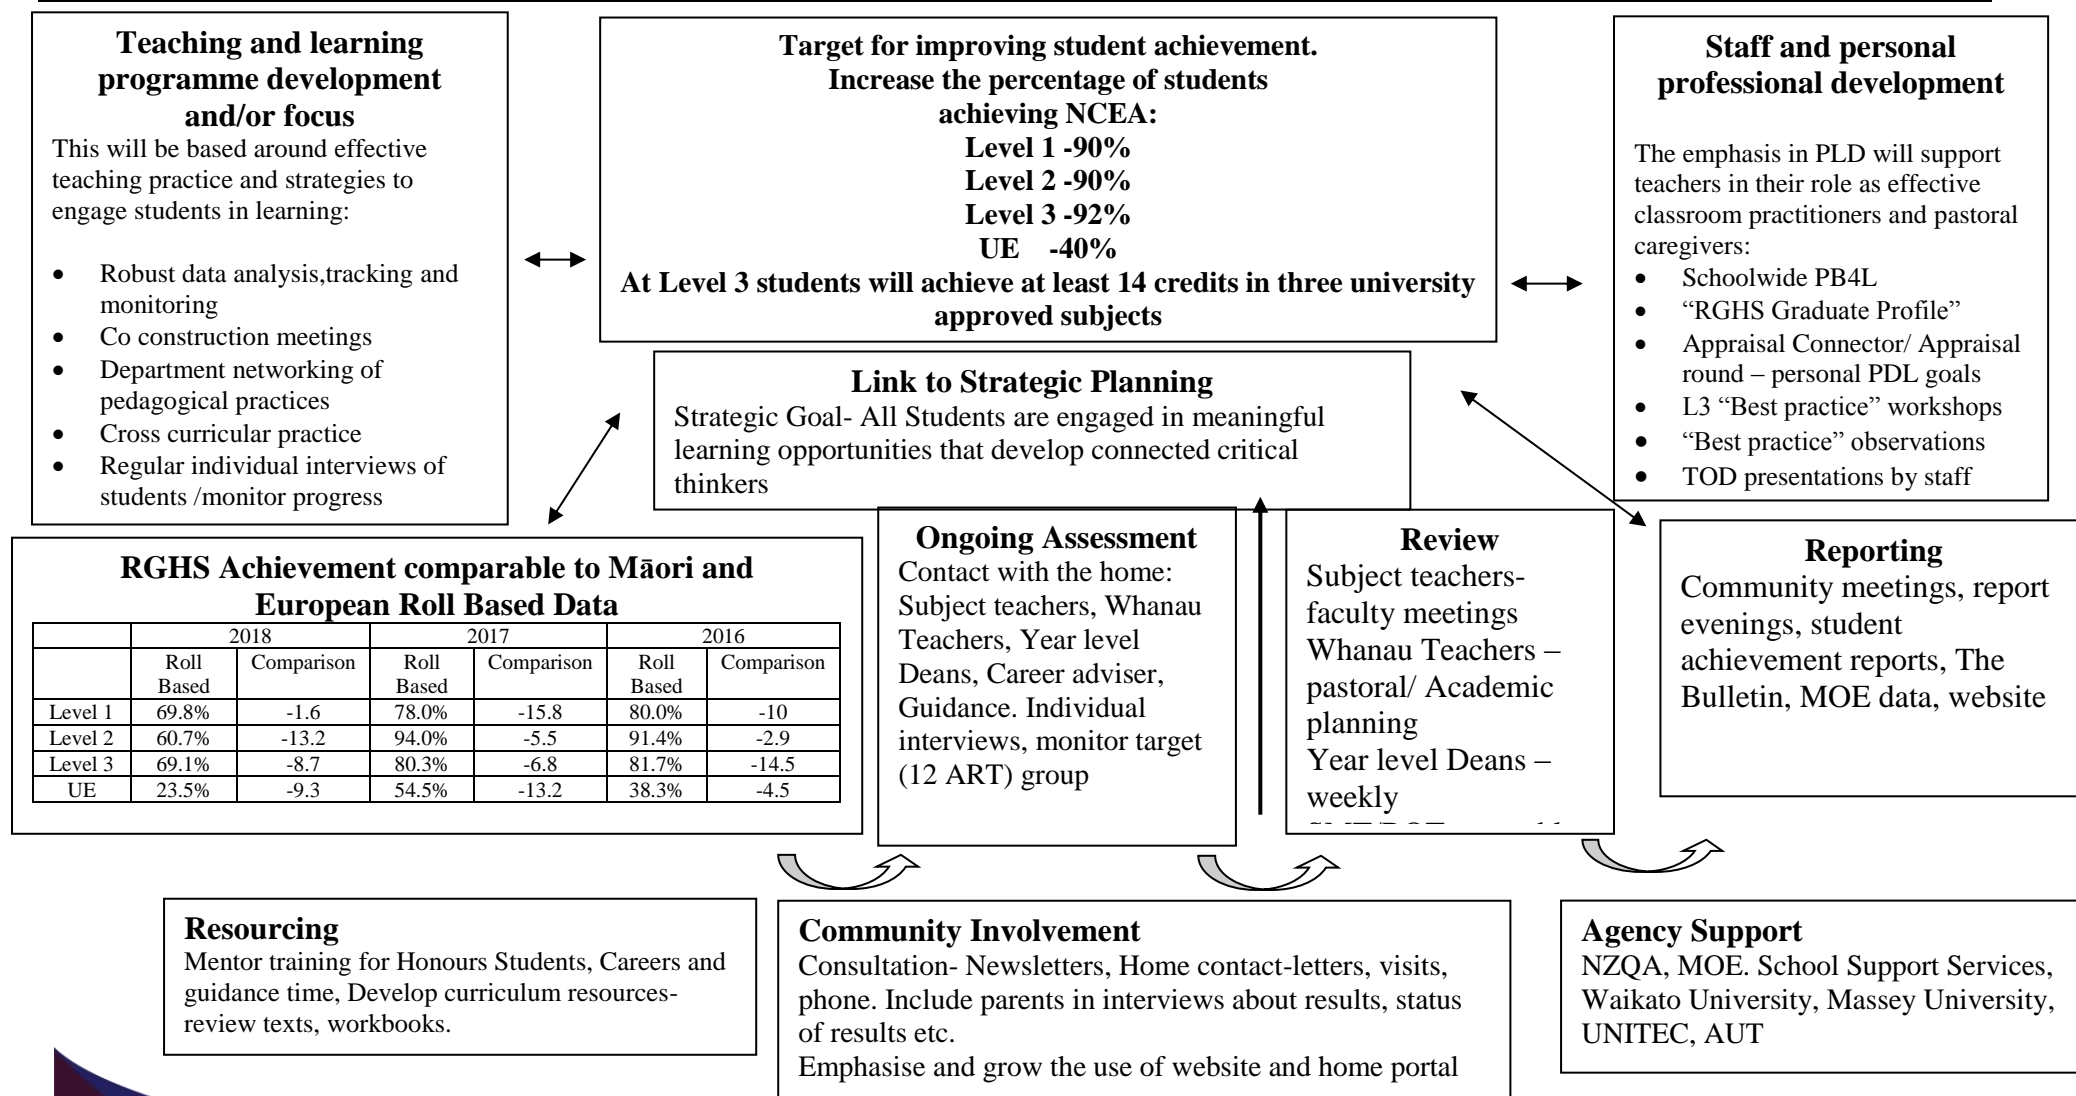 Teaching and learning
programme development
and/or focus
This will be based around effective
teaching practice and strategies to
engage students in learning:
• Robust data analysis,tracking and
monitoring
• Co construction meetings
• Department networking of
pedagogical practices
• Cross curricular practice
• Regular individual interviews of
students /monitor progress
Target for improving student achievement.
Increase the percentage of students
achieving NCEA:
Level 1 -90%
Level 2 -90%
Level 3 -92%
UE -40%
At Level 3 students will achieve at least 14 credits in three university
approved subjects
Staff and personal
professional development
The emphasis in PLD will support
teachers in their role as effective
classroom practitioners and pastoral
caregivers:
• Schoolwide PB4L
• “RGHS Graduate Profile”
• Appraisal Connector/ Appraisal
round – personal PDL goals
• L3 “Best practice” workshops
• “Best practice” observations
• TOD presentations by staff
Link to Strategic Planning
Strategic Goal- All Students are engaged in meaningful
learning opportunities that develop connected critical
thinkers
RGHS Achievement comparable to Māori and
European Roll Based Data
2018 2017 2016
Roll Based Comparison Roll Based Comparison Roll Based Comparison
Level 1 69.8% -1.6 78.0% -15.8 80.0% -10
Level 2 60.7% -13.2 94.0% -5.5 91.4% -2.9
Level 3 69.1% -8.7 80.3% -6.8 81.7% -14.5
UE 23.5% -9.3 54.5% -13.2 38.3% -4.5
Ongoing Assessment
Contact with the home:
Subject teachers, Whanau
Teachers, Year level
Deans, Career adviser,
Guidance. Individual
interviews, monitor target
(12 ART) group
Review
Subject teachers-
faculty meetings
Whanau Teachers –
pastoral/ Academic
planning
Year level Deans –
weekly
Reporting
Community meetings, report
evenings, student
achievement reports, The
Bulletin, MOE data, website
Resourcing
Mentor training for Honours Students, Careers and
guidance time, Develop curriculum resources-
review texts, workbooks.
Community Involvement
Consultation- Newsletters, Home contact-letters, visits,
phone. Include parents in interviews about results, status
of results etc.
Emphasise and grow the use of website and home portal
Agency Support
NZQA, MOE. School Support Services,
Waikato University, Massey University,
UNITEC, AUT